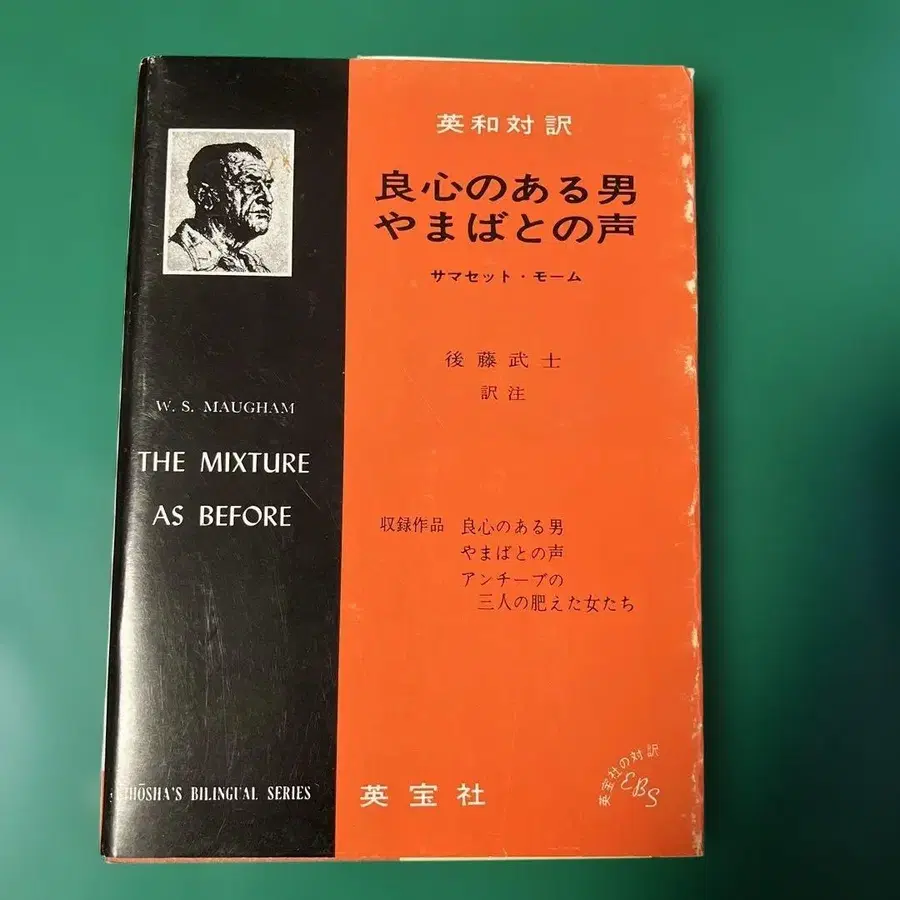 英和対訳
良心のある男
やまばとの声
サマセット・モーム
後藤武士
訳注
W. S. MAUGHAM
THE MIXTURE
AS BEFORE
収録作品 良心のある男
やまばとの声
アンチーブの
三人の肥えた女たち
英宝社の対訳
EBS
HŌSHA'S BILINGUAL SERIES
英宝社